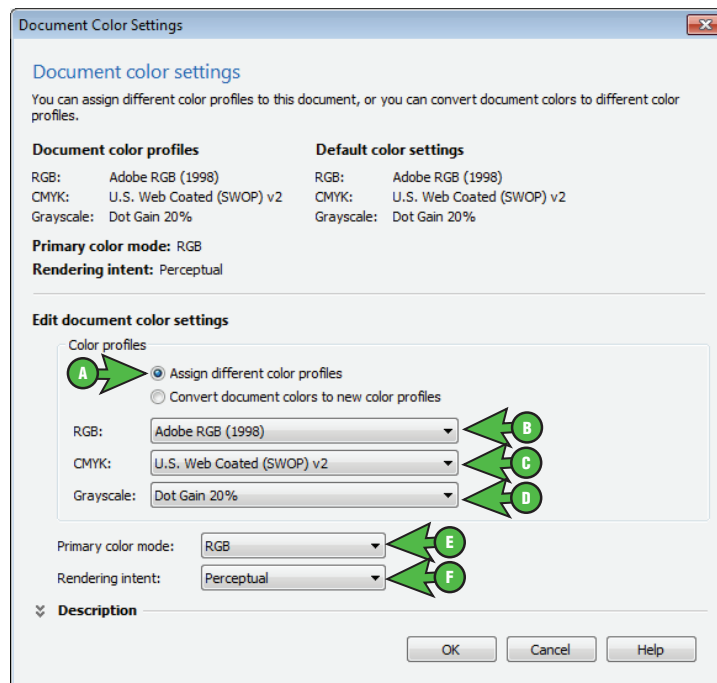 Document Color Settings
Document color settings
You can assign different color profiles to this document, or you can convert document colors to different color
profiles.
Document color profiles
RGB: Adobe RGB (1998)
CMYK: U.S. Web Coated (SWOP) v2
Grayscale: Dot Gain 20%
Default color settings
RGB: Adobe RGB (1998)
CMYK: U.S. Web Coated (SWOP) v2
Grayscale: Dot Gain 20%
Primary color mode: RGB
Rendering intent: Perceptual
Edit document color settings
Color profiles
A Assign different color profiles
Convert document colors to new color profiles
RGB: Adobe RGB (1998) B
CMYK: U.S. Web Coated (SWOP) v2 C
Grayscale: Dot Gain 20% D
Primary color mode: RGB E
Rendering intent: Perceptual F
Description
OK Cancel Help